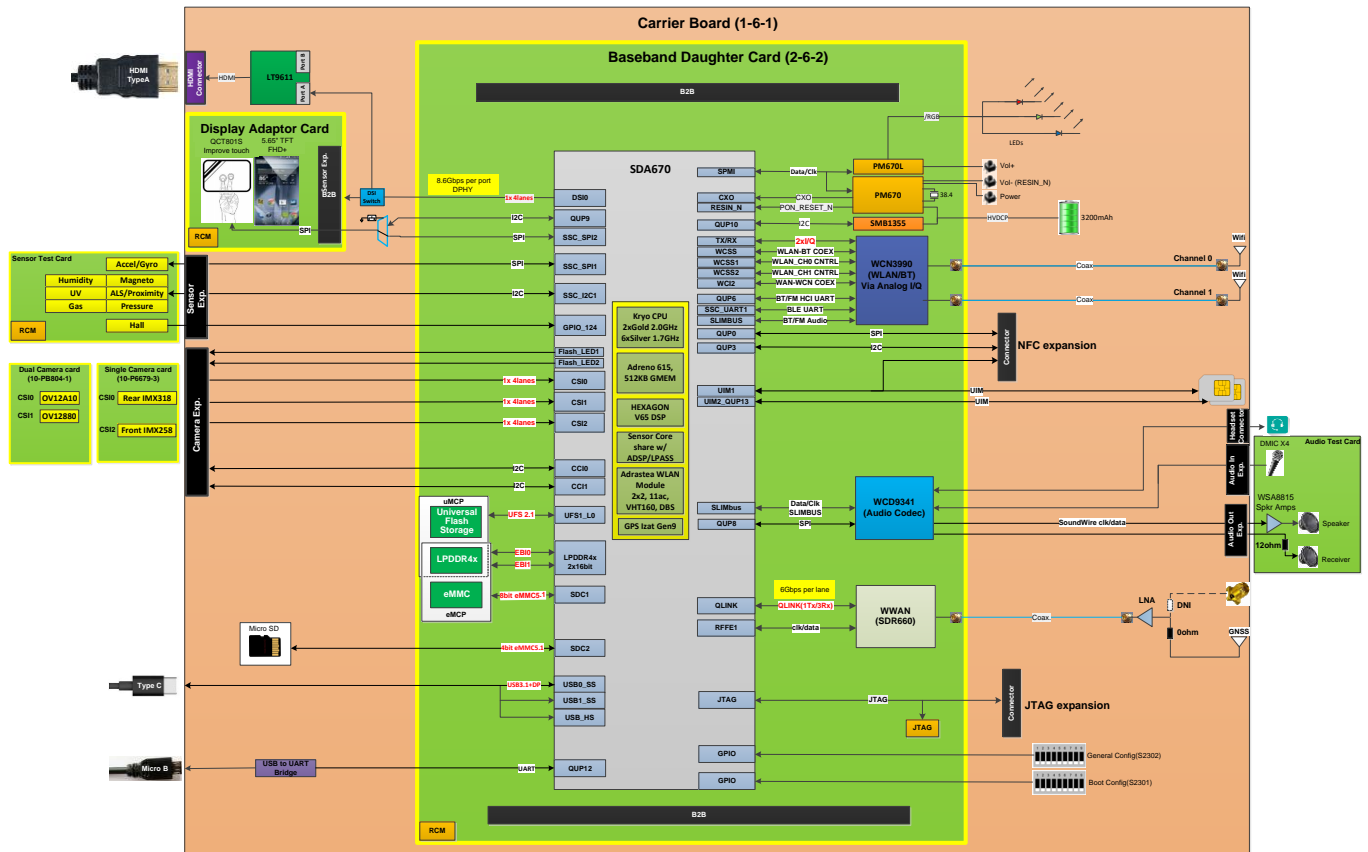 Carrier Board (1-6-1)
Baseband Daughter Card (2-6-2)
B2B
HDMI
TypeA
HDMI
Connector
HDMI
LT9611
Port B
Port A
Display Adaptor Card
QCT801S
Improve touch
5.65" TFT
FHD+
Sensor Exp.
B2B
RCM
SPI
DSI
Switch
8.6Gbps per port
DPHY
1x 4lanes
I2C
SPI
SPI
I2C
Sensor Test Card
Accel/Gyro
Humidity
Magneto
UV
ALS/Proximity
Gas
Pressure
Hall
RCM
Sensor
Exp.
Dual Camera card
(10-PB804-1)
CSI0
OV12A10
CSI1
OV12880
Single Camera card
(10-P6679-3)
CSI0
Rear IMX318
CSI2
Front IMX258
Camera Exp.
1x 4lanes
1x 4lanes
1x 4lanes
I2C
I2C
uMCP
Universal
Flash
Storage
LPDDR4x
eMMC
eMCP
UFS 2.1
EBI0
EBI1
8bit eMMC5.1
Micro SD
4bit eMMC5.1
Type C
USB3.1+DP
Micro B
USB to UART
Bridge
UART
SDA670
DSI0
QUP9
SSC_SPI2
SSC_SPI1
SSC_I2C1
GPIO_124
Flash_LED1
Flash_LED2
CSI0
CSI1
CSI2
CCI0
CCI1
UFS1_L0
LPDDR4x
2x16bit
SDC1
SDC2
USB0_SS
USB1_SS
USB_HS
QUP12
Kryo CPU
2xGold 2.0GHz
6xSilver 1.7GHz
Adreno 615,
512KB GMEM
HEXAGON
V65 DSP
Sensor Core
share w/
ADSP/LPASS
Adrastea WLAN
Module
2x2, 11ac,
VHT160, DBS
GPS Izat Gen9
SPMI
CXO
RESIN_N
QUP10
TX/RX
WCSS
WCSS1
WCSS2
WCI2
QUP6
SSC_UART1
SLIMBUS
QUP0
QUP3
UIM1
UIM2_QUP13
SLIMbus
QUP8
QLINK
RFFE1
JTAG
GPIO
GPIO
Data/Clk
CXO
PON_RESET_N
I2C
2xI/Q
WLAN-BT COEX
WLAN_CH0 CNTRL
WLAN_CH1 CNTRL
WAN-WCN COEX
BT/FM HCI UART
BLE UART
BT/FM Audio
PM670L
PM670
SMB1355
38.4
/RGB
LEDs
Vol+
Vol- (RESIN_N)
Power
HVDCP
3200mAh
WCN3990
(WLAN/BT)
Via Analog I/Q
Coax
Channel 0
Wifi
Coax
Channel 1
Wifi
SPI
I2C
Connector
NFC expansion
UIM
UIM
Headset
Connector
Audio In
Exp.
Audio Out
Exp.
Audio Test Card
DMIC X4
WSA8815
Spkr Amps
Speaker
12ohm
Receiver
Data/Clk
SLIMBUS
SPI
WCD9341
(Audio Codec)
SoundWire clk/data
6Gbps per lane
QLINK(1Tx/3Rx)
clk/data
WWAN
(SDR660)
Coax.
LNA
DNI
0ohm
GNSS
JTAG
JTAG
Connector
JTAG expansion
General Config(S2302)
Boot Config(S2301)
B2B
RCM